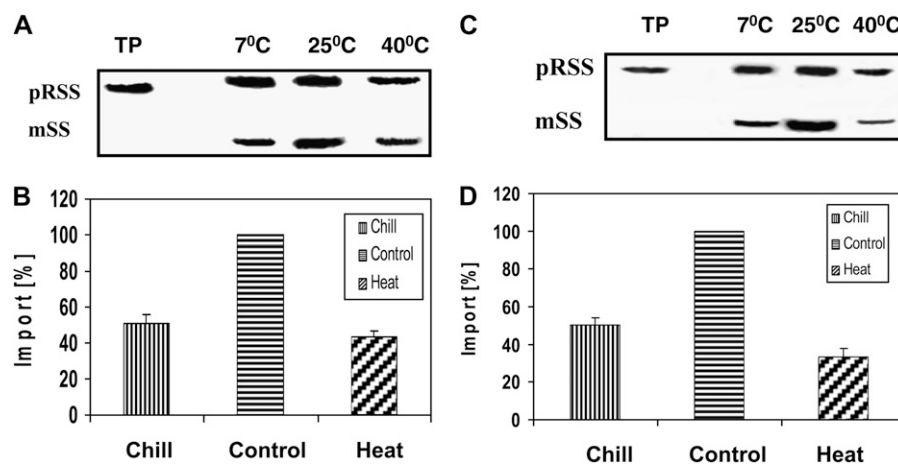 A
TP 7⁰C 25⁰C 40⁰C
pRSS
mSS
B
120
100
80
60
40
20
0
Import [%]
Chill
Control
Heat
Chill Control Heat
C
TP 7⁰C 25⁰C 40⁰C
pRSS
mSS
D
120
100
80
60
40
20
0
Import [%]
Chill
Control
Heat
Chill Control Heat